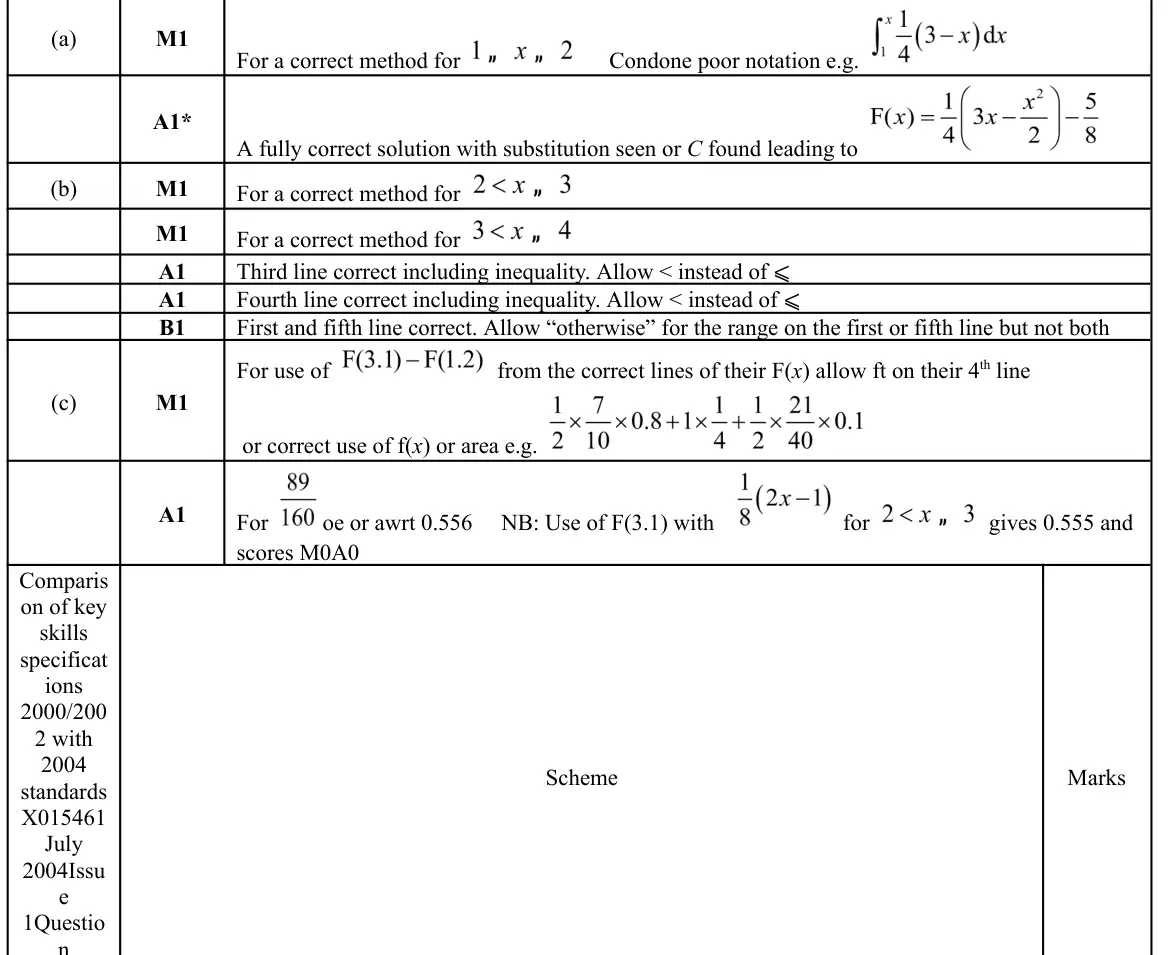 (a) M1 For a correct method for 1 „ x „ 2 Condone poor notation e.g. ∫₁ˣ 1/4 (3 − x) dx
A1* A fully correct solution with substitution seen or C found leading to F(x) = 1/4 (3x − x²/2) − 5/8
(b) M1 For a correct method for 2 < x „ 3
M1 For a correct method for 3 < x „ 4
A1 Third line correct including inequality. Allow < instead of ⩽
A1 Fourth line correct including inequality. Allow < instead of ⩽
B1 First and fifth line correct. Allow “otherwise” for the range on the first or fifth line but not both
(c) M1 For use of F(3.1) − F(1.2) from the correct lines of their F(x) allow ft on their 4th line
or correct use of f(x) or area e.g. 1/2 × 7/10 × 0.8 + 1 × 1/4 + 1/2 × 21/40 × 0.1
A1 For 89/160 oe or awrt 0.556 NB: Use of F(3.1) with 1/8 (2x − 1) for 2 < x „ 3 gives 0.555 and
scores M0A0
Comparis
on of key
skills
specificat
ions
2000/200
2 with
2004
standards
X015461
July
2004Issu
e
1Questio
n
Scheme
Marks